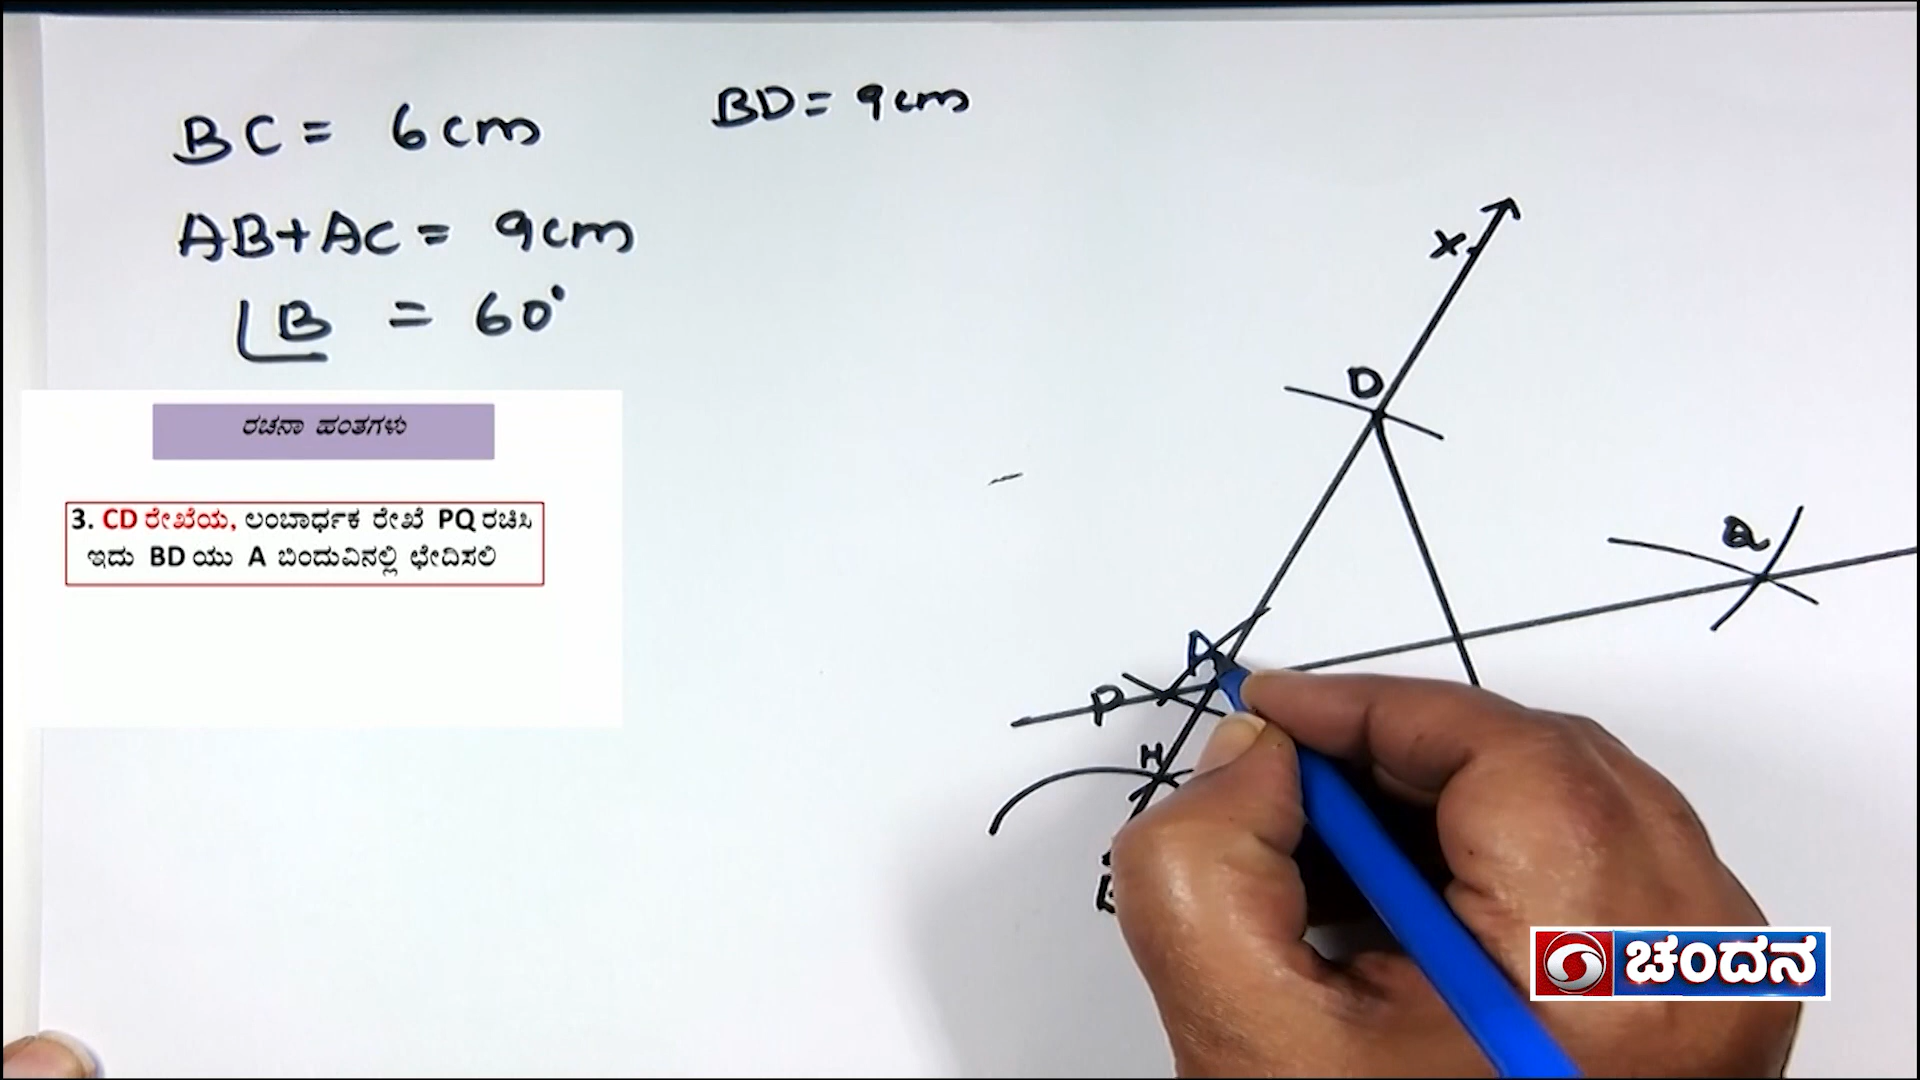 BC = 6cm
BD = 9cm
AB+AC = 9cm
∠B = 60°
ರಚನಾ ಹಂತಗಳು
3. CD ರೇಖೆಯ, ಲಂಬಾರ್ಧಕ ರೇಖೆ PQ ರಚಿಸಿ
ಇದು BD ಯು A ಬಿಂದುವಿನಲ್ಲಿ ಛೇದಿಸಲಿ
X
D
Q
A
P
H
ಚಂದನ